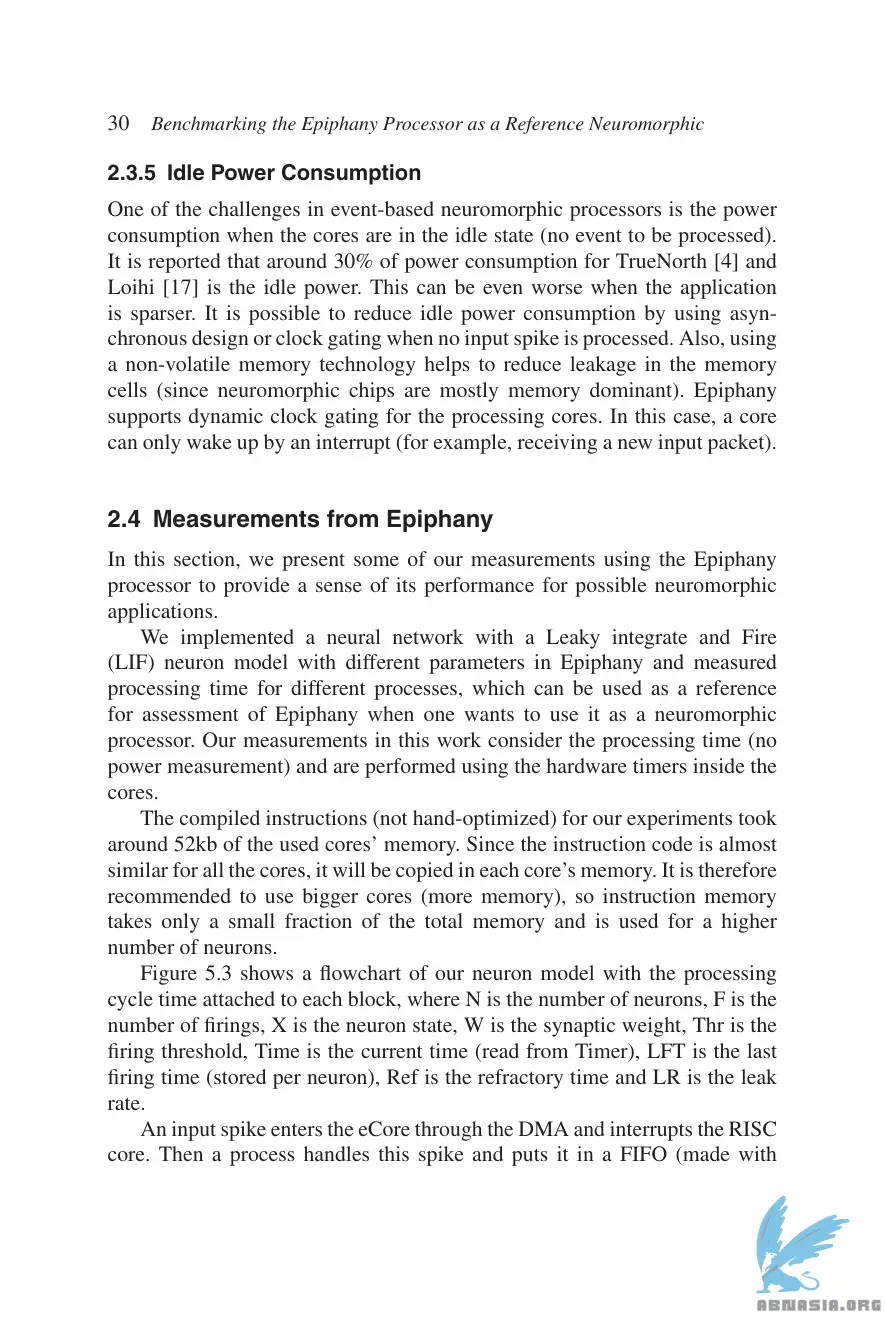 30 Benchmarking the Epiphany Processor as a Reference Neuromorphic
2.3.5 Idle Power Consumption
One of the challenges in event-based neuromorphic processors is the power
consumption when the cores are in the idle state (no event to be processed).
It is reported that around 30% of power consumption for TrueNorth [4] and
Loihi [17] is the idle power. This can be even worse when the application
is sparser. It is possible to reduce idle power consumption by using asyn-
chronous design or clock gating when no input spike is processed. Also, using
a non-volatile memory technology helps to reduce leakage in the memory
cells (since neuromorphic chips are mostly memory dominant). Epiphany
supports dynamic clock gating for the processing cores. In this case, a core
can only wake up by an interrupt (for example, receiving a new input packet).
2.4 Measurements from Epiphany
In this section, we present some of our measurements using the Epiphany
processor to provide a sense of its performance for possible neuromorphic
applications.
We implemented a neural network with a Leaky integrate and Fire
(LIF) neuron model with different parameters in Epiphany and measured
processing time for different processes, which can be used as a reference
for assessment of Epiphany when one wants to use it as a neuromorphic
processor. Our measurements in this work consider the processing time (no
power measurement) and are performed using the hardware timers inside the
cores.
The compiled instructions (not hand-optimized) for our experiments took
around 52kb of the used cores' memory. Since the instruction code is almost
similar for all the cores, it will be copied in each core's memory. It is therefore
recommended to use bigger cores (more memory), so instruction memory
takes only a small fraction of the total memory and is used for a higher
number of neurons.
Figure 5.3 shows a flowchart of our neuron model with the processing
cycle time attached to each block, where N is the number of neurons, F is the
number of firings, X is the neuron state, W is the synaptic weight, Thr is the
firing threshold, Time is the current time (read from Timer), LFT is the last
firing time (stored per neuron), Ref is the refractory time and LR is the leak
rate.
An input spike enters the eCore through the DMA and interrupts the RISC
core. Then a process handles this spike and puts it in a FIFO (made with
ABNASIA.ORG